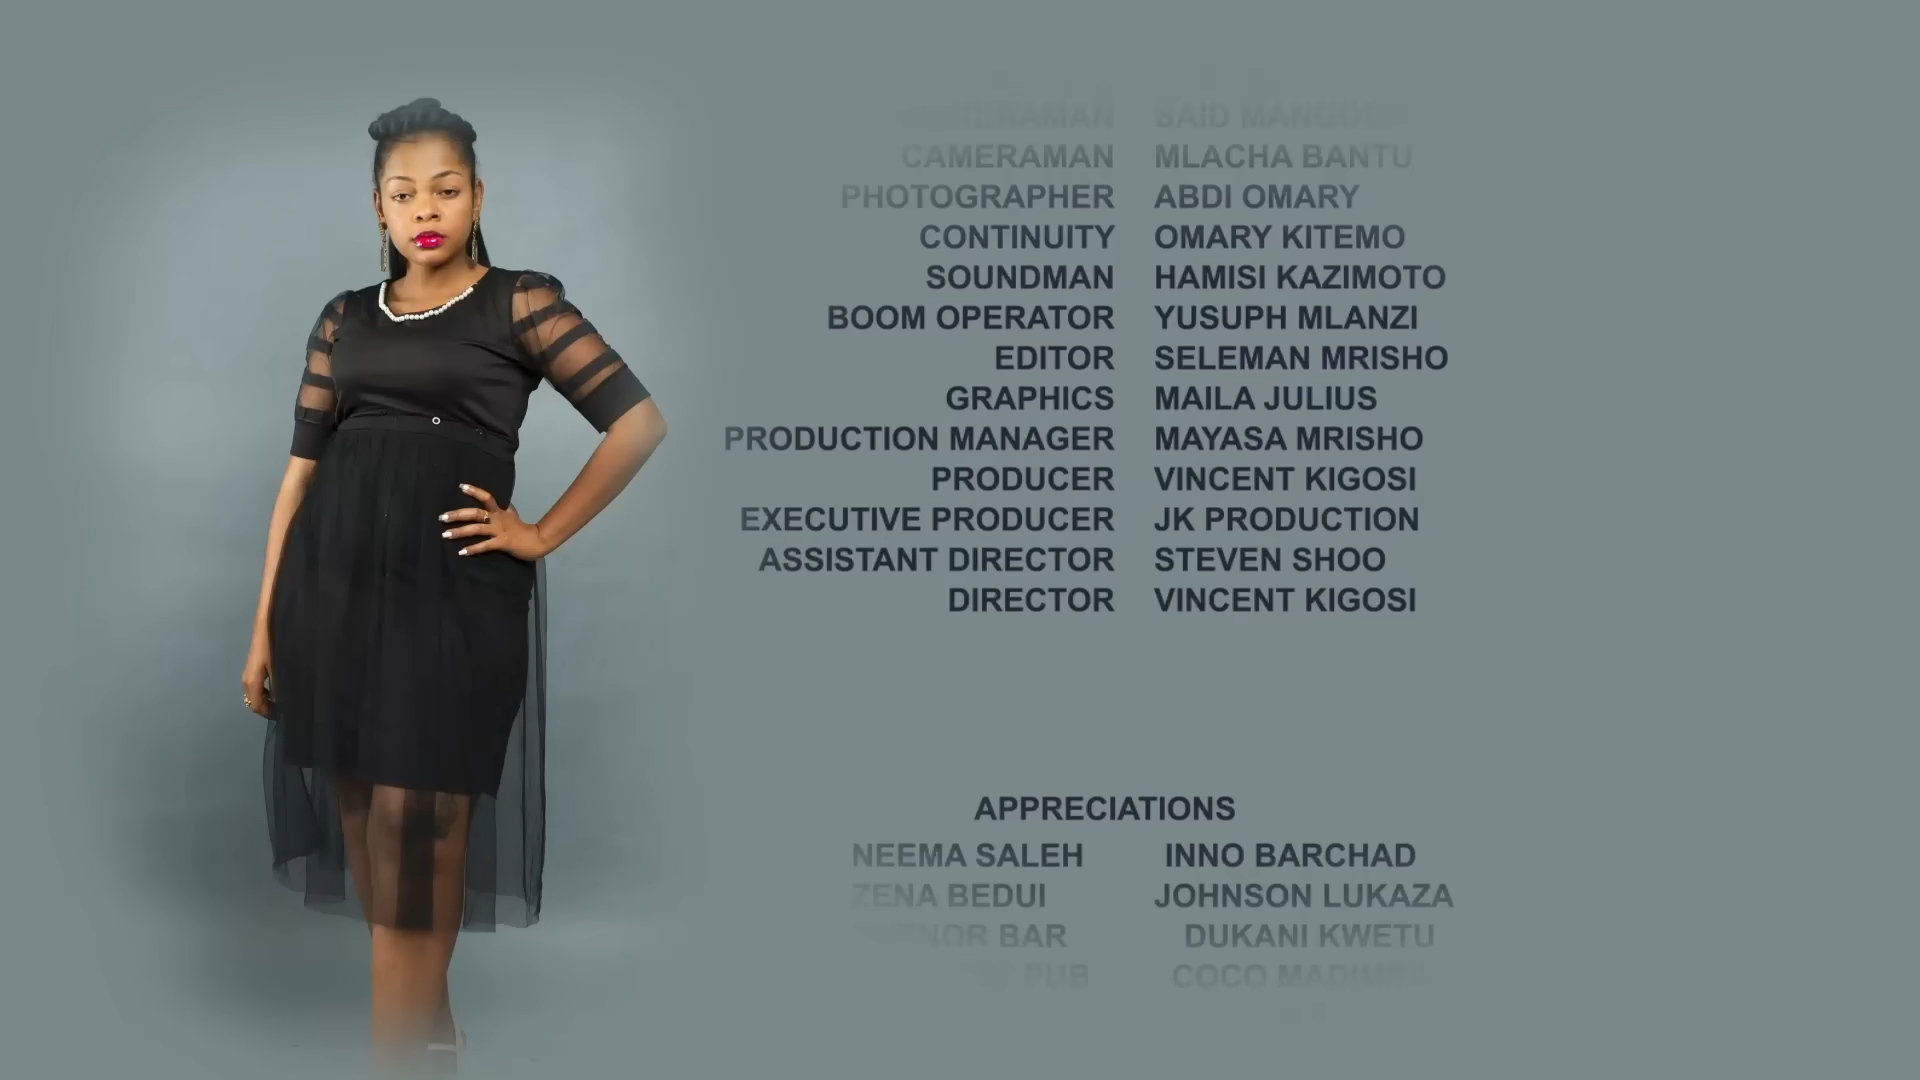 SAID
CAMERAMAN MLACHA BANTU
PHOTOGRAPHER ABDI OMARY
CONTINUITY OMARY KITEMO
SOUNDMAN HAMISI KAZIMOTO
BOOM OPERATOR YUSUPH MLANZI
EDITOR SELEMAN MRISHO
GRAPHICS MAILA JULIUS
PRODUCTION MANAGER MAYASA MRISHO
PRODUCER VINCENT KIGOSI
EXECUTIVE PRODUCER JK PRODUCTION
ASSISTANT DIRECTOR STEVEN SHOO
DIRECTOR VINCENT KIGOSI
APPRECIATIONS
NEEMA SALEH INNO BARCHAD
ZENA BEDUI JOHNSON LUKAZA
BAR DUKANI KWETU
PUB COCO